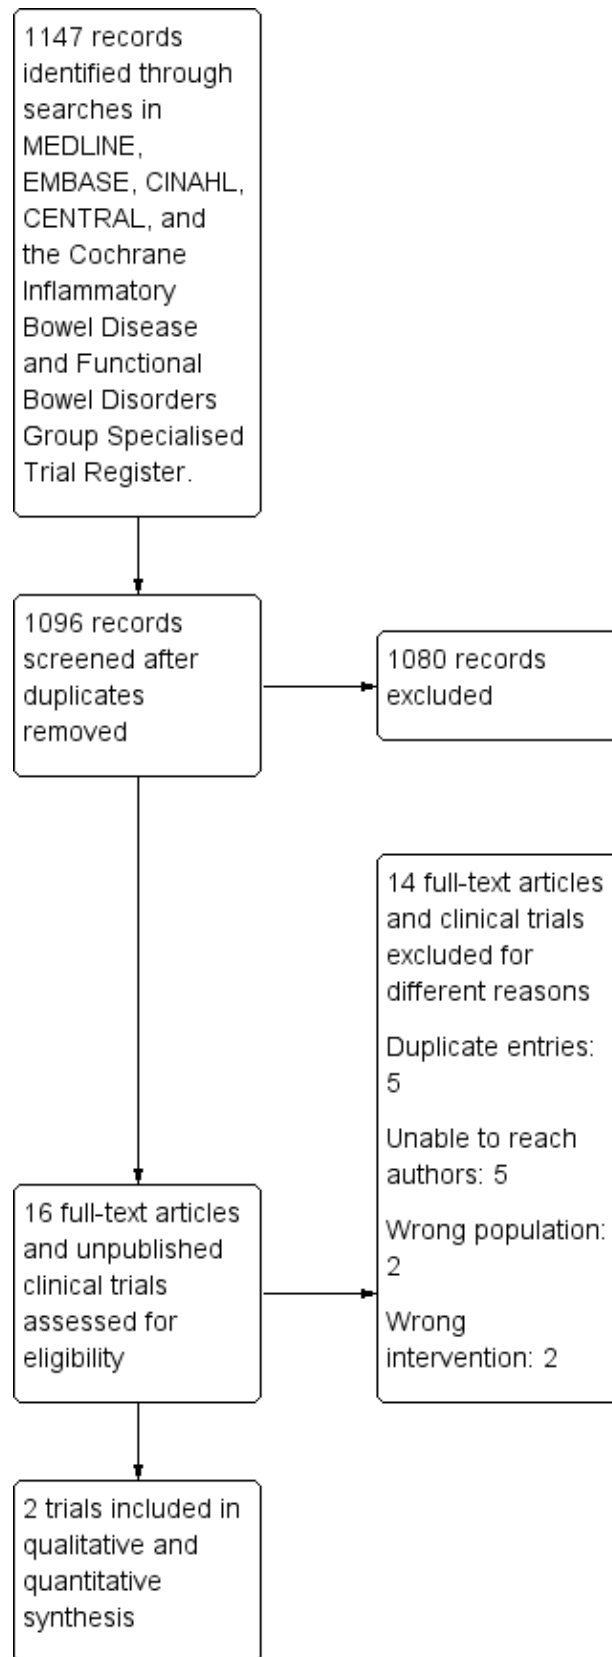 1147 records
identified through
searches in
MEDLINE,
EMBASE, CINAHL,
CENTRAL, and
the Cochrane
Inflammatory
Bowel Disease
and Functional
Bowel Disorders
Group Specialised
Trial Register.
1096 records
screened after
duplicates
removed
1080 records
excluded
14 full-text articles
and clinical trials
excluded for
different reasons
Duplicate entries:
5
Unable to reach
authors: 5
Wrong population:
2
Wrong
intervention: 2
16 full-text articles
and unpublished
clinical trials
assessed for
eligibility
2 trials included in
qualitative and
quantitative
synthesis